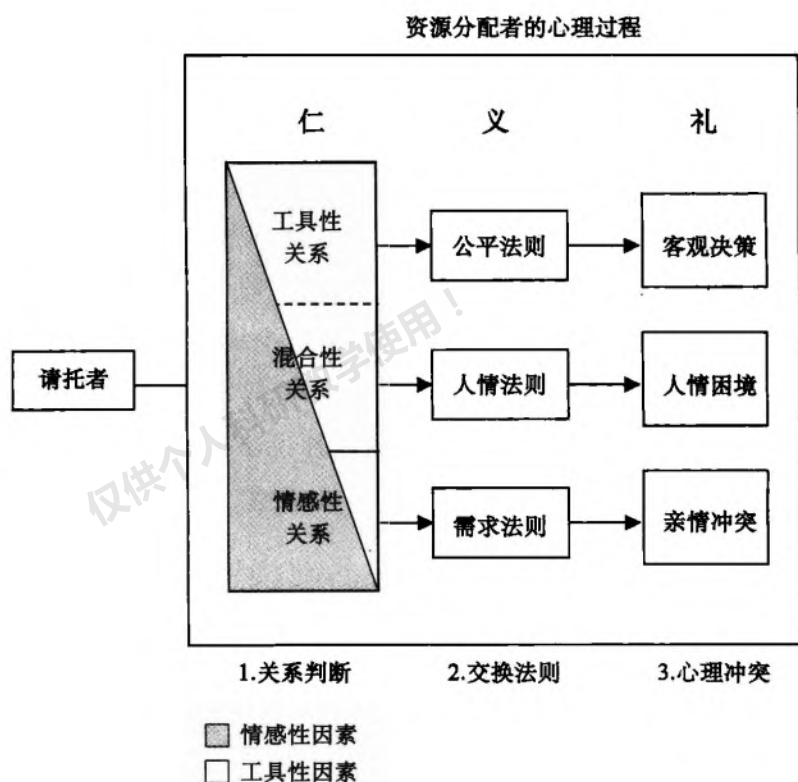 资源分配者的心理过程
仁 义 礼
工具性
关系
公平法则
客观决策
请托者
混合性
关系
人情法则
人情困境
情感性
关系
需求法则
亲情冲突
1.关系判断 2.交换法则 3.心理冲突
情感性因素
工具性因素
仅供个人科研教学使用！